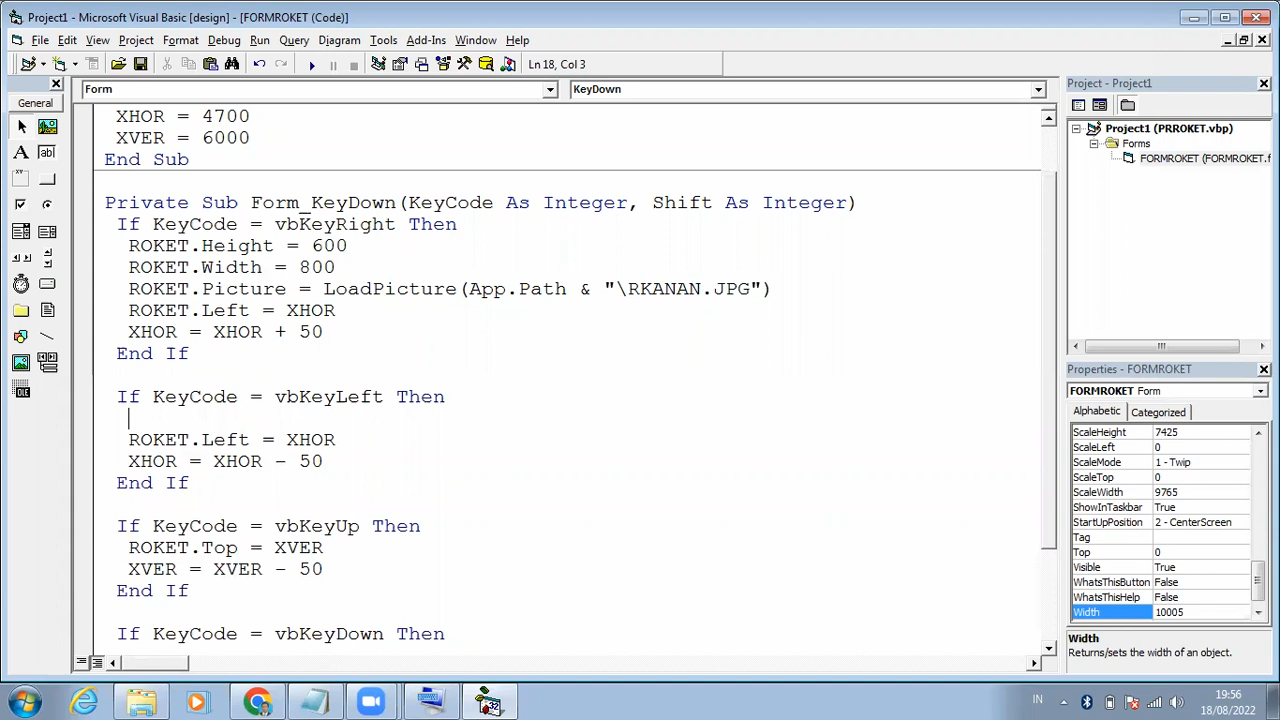 Project1 - Microsoft Visual Basic [design] - [FORMROKET (Code)]
File Edit View Project Format Debug Run Query Diagram Tools Add-Ins Window Help
Ln 18, Col 3
General
Form
KeyDown
XHOR = 4700
XVER = 6000
End Sub
Private Sub Form_KeyDown(KeyCode As Integer, Shift As Integer)
If KeyCode = vbKeyRight Then
ROKET.Height = 600
ROKET.Width = 800
ROKET.Picture = LoadPicture(App.Path & "\RKANAN.JPG")
ROKET.Left = XHOR
XHOR = XHOR + 50
End If
If KeyCode = vbKeyLeft Then
ROKET.Left = XHOR
XHOR = XHOR - 50
End If
If KeyCode = vbKeyUp Then
ROKET.Top = XVER
XVER = XVER - 50
End If
If KeyCode = vbKeyDown Then
Project - Project1
Project1 (PRROKET.vbp)
Forms
FORMROKET (FORMROKET.f
Properties - FORMROKET
FORMROKET Form
Alphabetic Categorized
ScaleHeight 7425
ScaleLeft 0
ScaleMode 1 - Twip
ScaleTop 0
ScaleWidth 9765
ShowInTaskbar True
StartUpPosition 2 - CenterScreen
Tag
Top 0
Visible True
WhatsThisButton False
WhatsThisHelp False
Width 10005
Width
Returns/sets the width of an object.
IN
19:56
18/08/2022